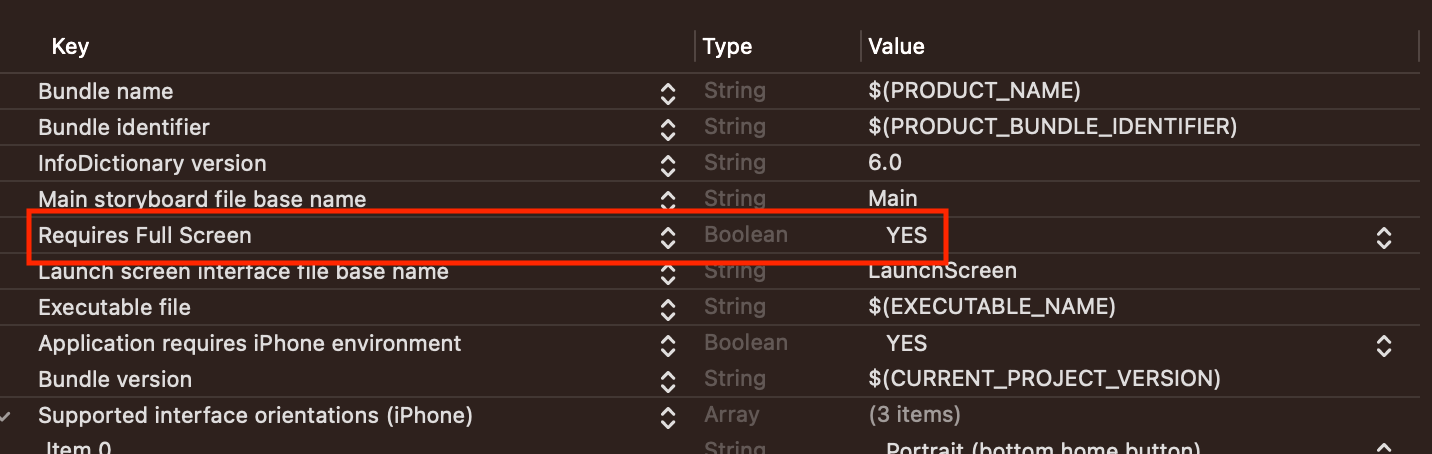 Key Type Value
Bundle name String $(PRODUCT_NAME)
Bundle identifier String $(PRODUCT_BUNDLE_IDENTIFIER)
InfoDictionary version String 6.0
Main storyboard file base name String Main
Requires Full Screen Boolean YES
Launch screen interface file base name String LaunchScreen
Executable file String $(EXECUTABLE_NAME)
Application requires iPhone environment Boolean YES
Bundle version String $(CURRENT_PROJECT_VERSION)
Supported interface orientations (iPhone) Array (3 items)
Item 0 String Portrait (bottom home button)